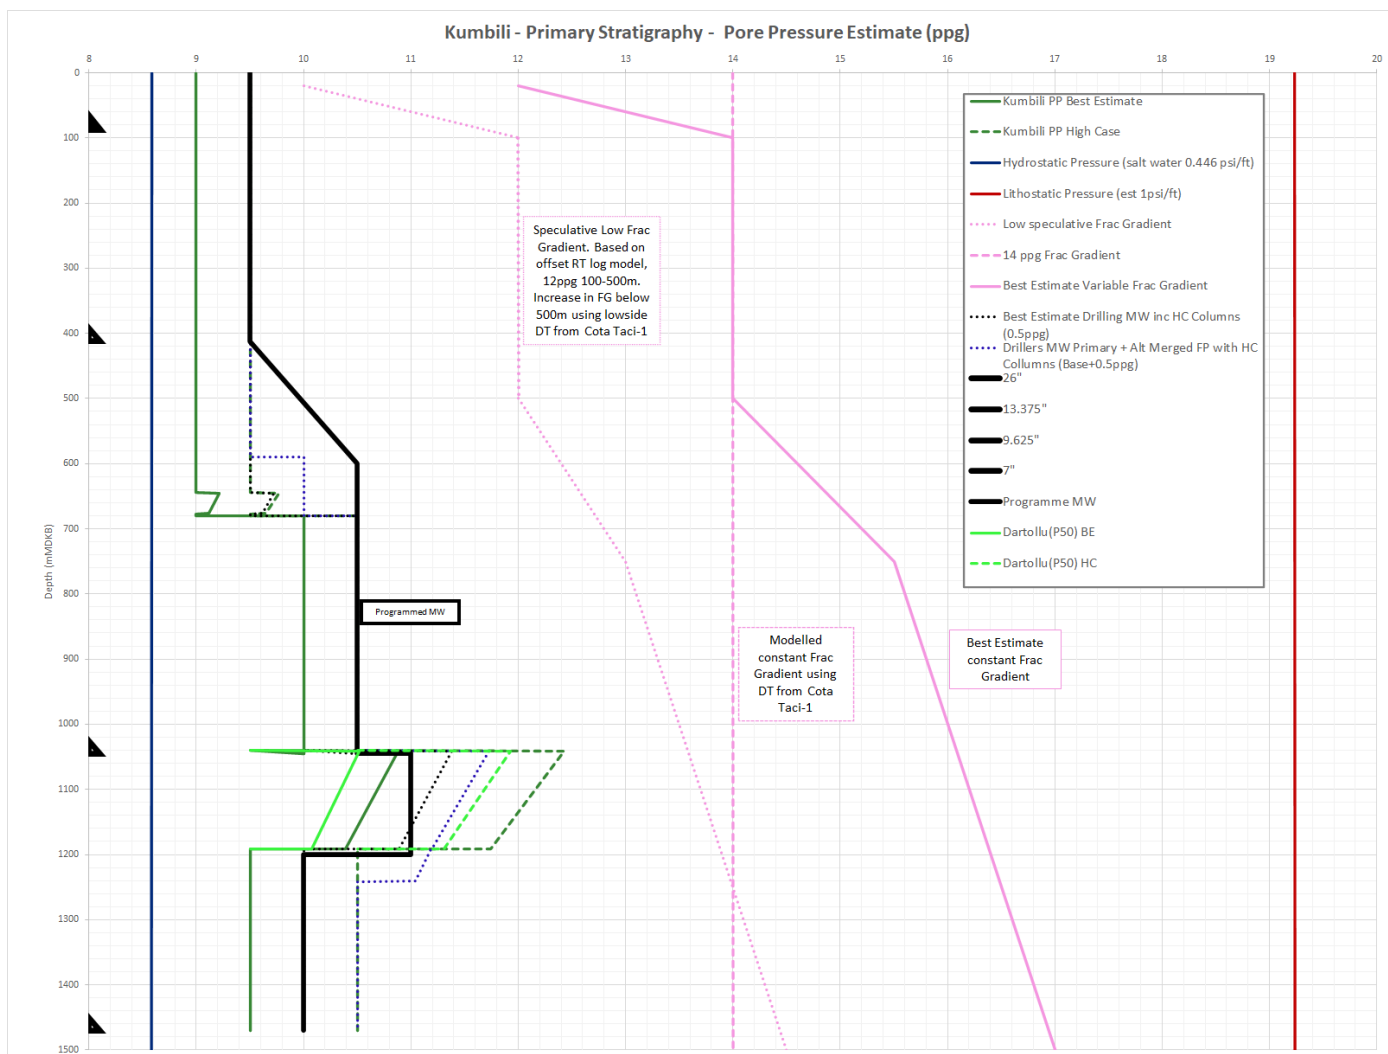 Kumbili - Primary Stratigraphy - Pore Pressure Estimate (ppg)
8 9 10 11 12 13 14 15 16 17 18 19 20
0
100
200
300
400
500
600
700
800
900
1000
1100
1200
1300
1400
1500
Depth (mMDKB)
Speculative Low Frac
Gradient. Based on
offset RT log model,
12ppg 100-500m.
Increase in FG below
500m using lowside
DT from Cota Taci-1
Programmed MW
Modelled
constant Frac
Gradient using
DT from Cota
Taci-1
Best Estimate
constant Frac
Gradient
Kumbili PP Best Estimate
Kumbili PP High Case
Hydrostatic Pressure (salt water 0.446 psi/ft)
Lithostatic Pressure (est 1psi/ft)
Low speculative Frac Gradient
14 ppg Frac Gradient
Best Estimate Variable Frac Gradient
Best Estimate Drilling MW inc HC Columns
(0.5ppg)
Drillers MW Primary + Alt Merged FP with HC
Collumns (Base+0.5ppg)
26"
13.375"
9.625"
7"
Programme MW
Dartollu(P50) BE
Dartollu(P50) HC